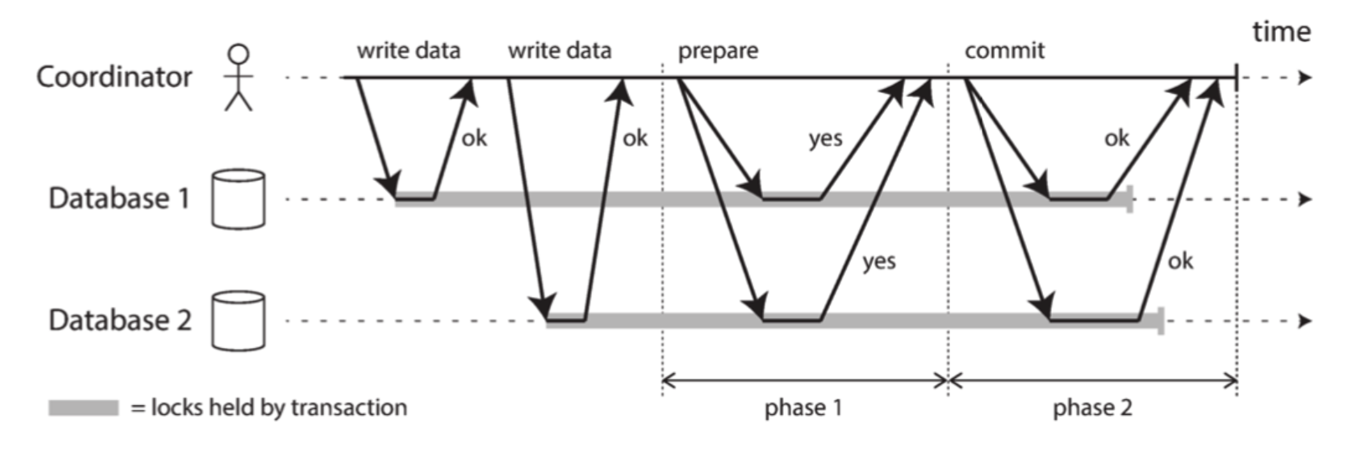 time
write data
write data
prepare
commit
Coordinator
ok
ok
yes
ok
Database 1
yes
ok
Database 2
= locks held by transaction
phase 1
phase 2